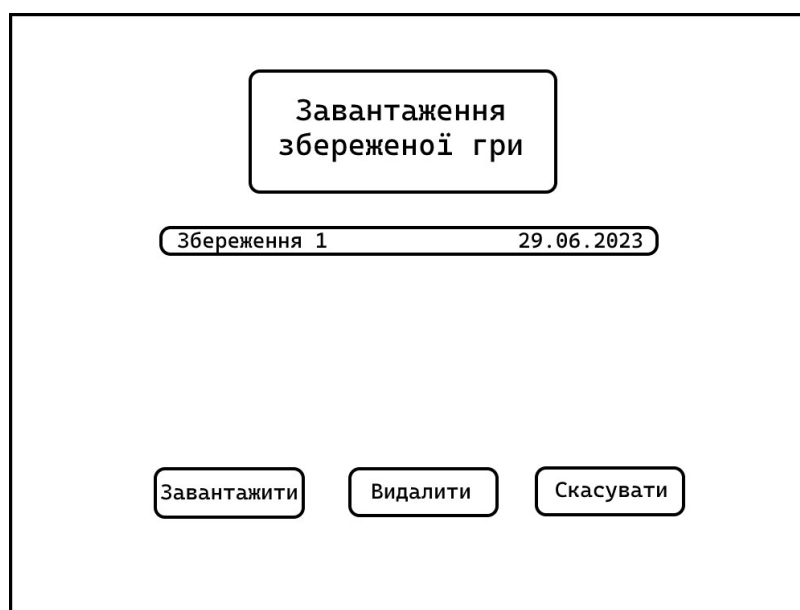 Завантаження
збереженої гри
Збереження 1 29.06.2023
Завантажити Видалити Скасувати